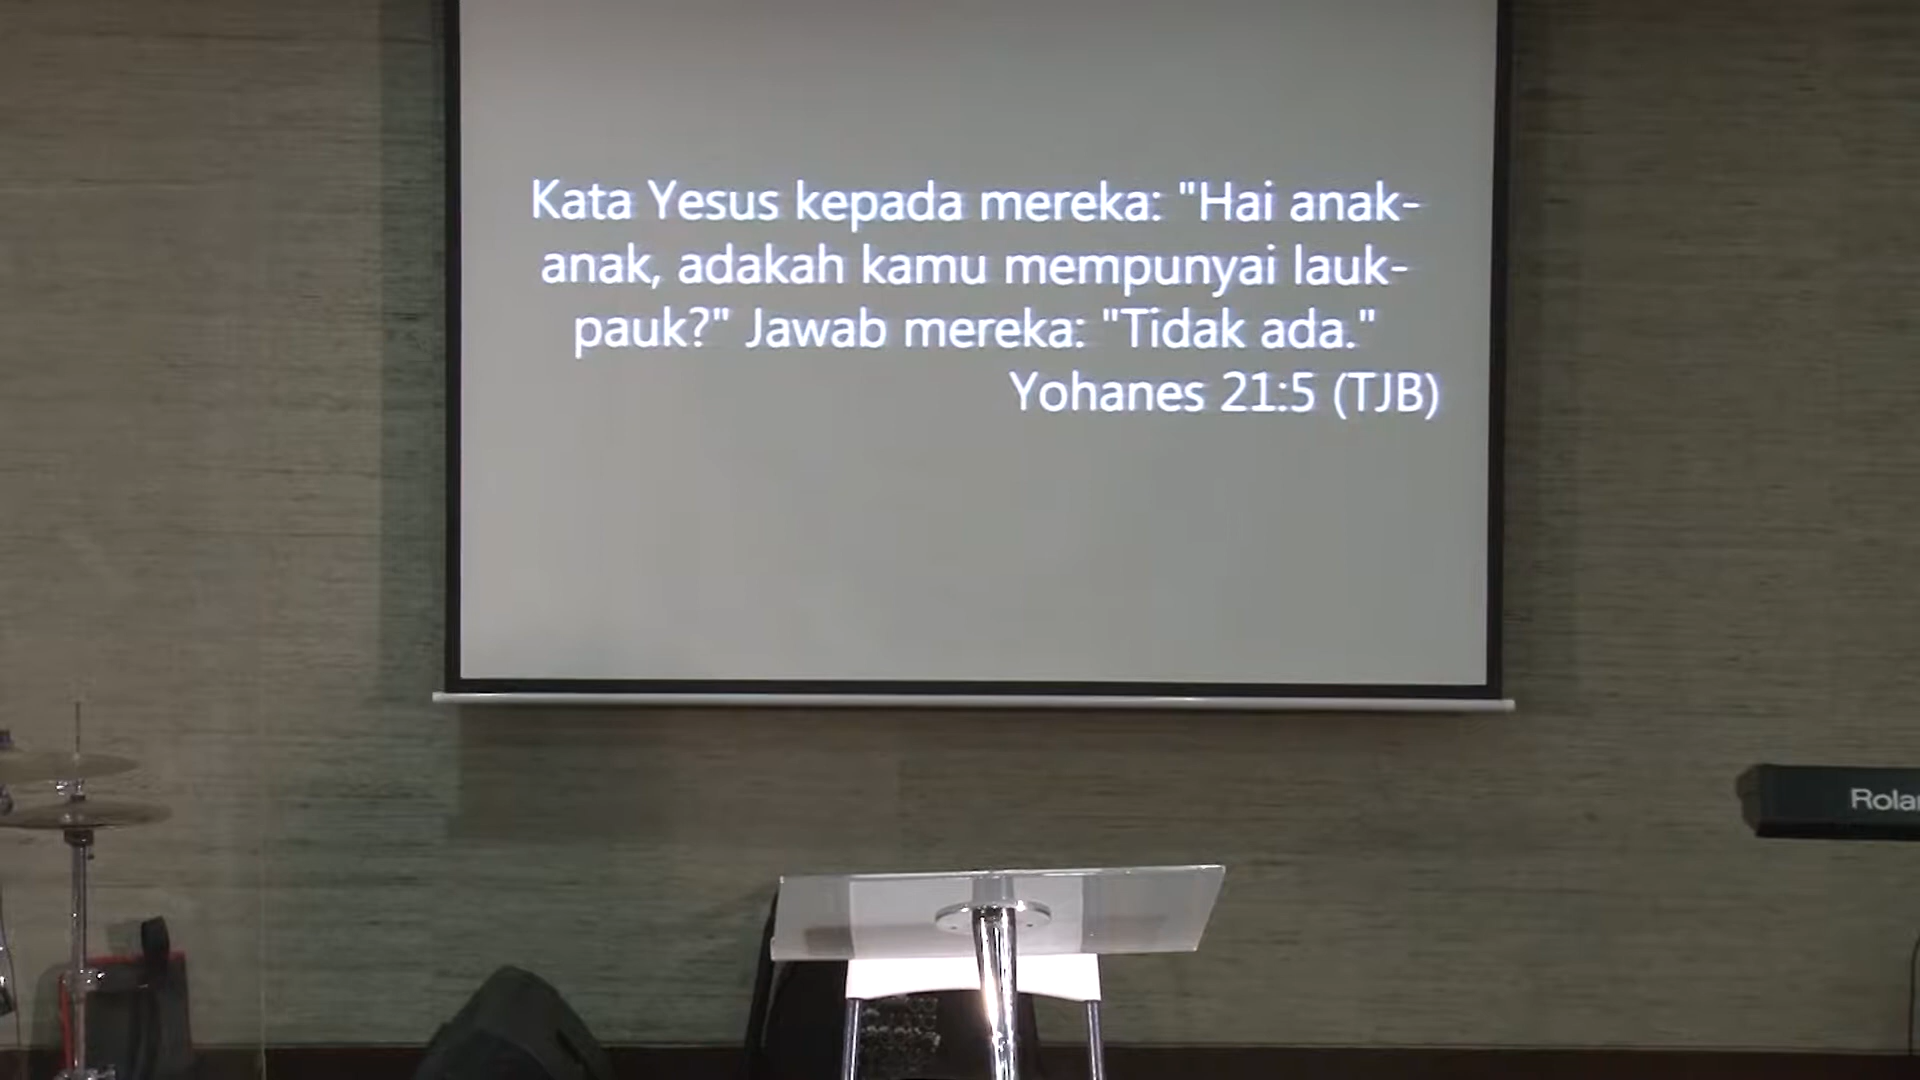 Kata Yesus kepada mereka: "Hai anak-
anak, adakah kamu mempunyai lauk-
pauk?" Jawab mereka: "Tidak ada."
Yohanes 21:5 (TJB)
Rola